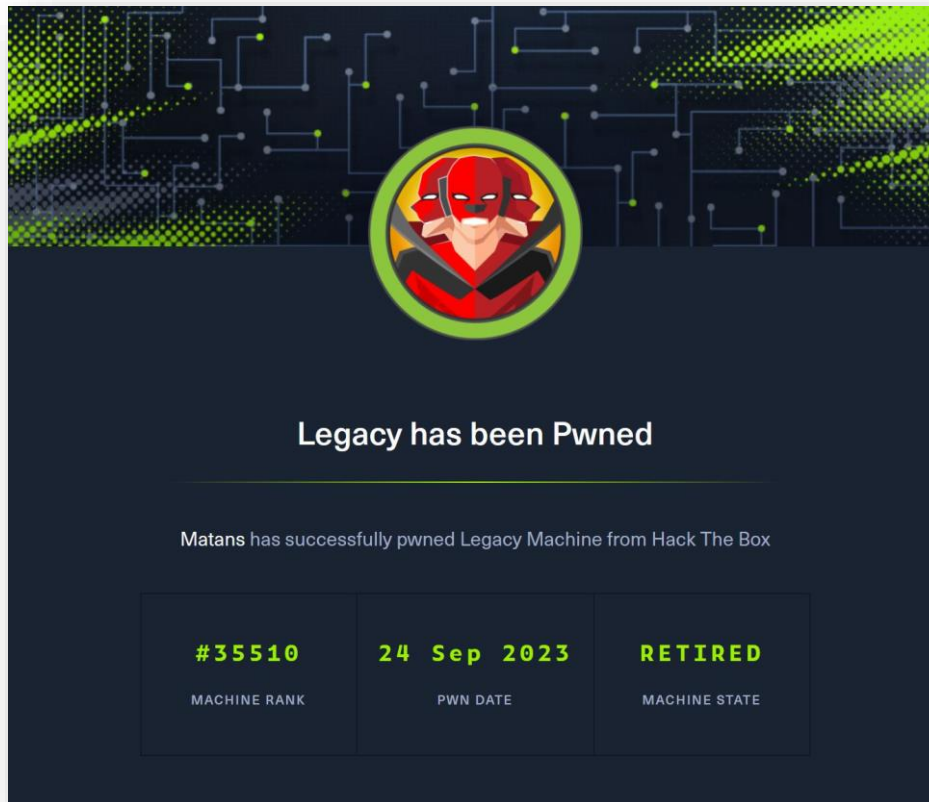 Legacy has been Pwned
Matans has successfully pwned Legacy Machine from Hack The Box
#35510
MACHINE RANK
24 Sep 2023
PWN DATE
RETIRED
MACHINE STATE